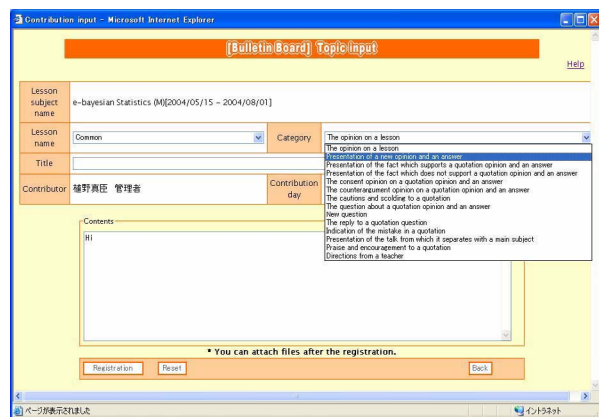 Contribution input - Microsoft Internet Explorer
[Bulletin Board] Topic input
Help
Lesson subject name
e-bayesian Statistics (M)[2004/05/15 - 2004/08/01]
Lesson name
Common
Category
The opinion on a lesson
The opinion on a lesson
Presentation of a new opinion and an answer
Presentation of the fact which supports a quotation opinion and an answer
Presentation of the fact which does not support a quotation opinion and an answer
The consent opinion on a quotation opinion and an answer
The counterargument opinion on a quotation opinion and an answer
The cautions and scolding to a quotation
The question about a quotation opinion and an answer
New question
The reply to a quotation question
Indication of the mistake in a quotation
Presentation of the talk from which it separates with a main subject
Praise and encouragement to a quotation
Directions from a teacher
Title
Contributor
植野真臣 管理者
Contribution day
Contents
Hi
* You can attach files after the registration.
Registration
Reset
Back
ページが表示されました
イントラネット